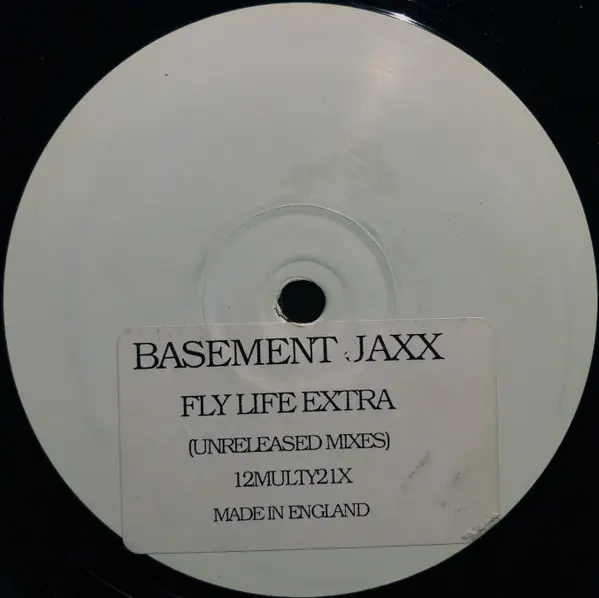 BASEMENT JAXX
FLY LIFE EXTRA
(UNRELEASED MIXES)
12MULTY21X
MADE IN ENGLAND